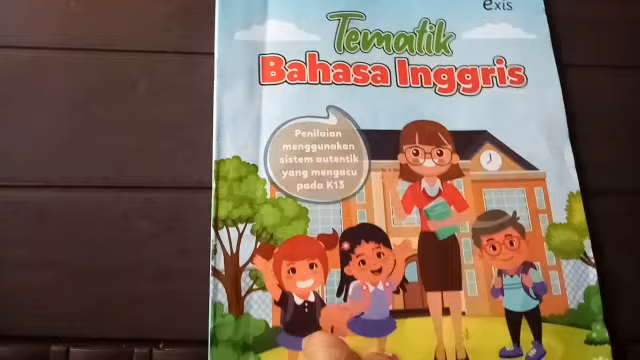 exis
Tematik
Bahasa Inggris
Penilaian
menggunakan
sistem autentik
yang mengacu
pada K13